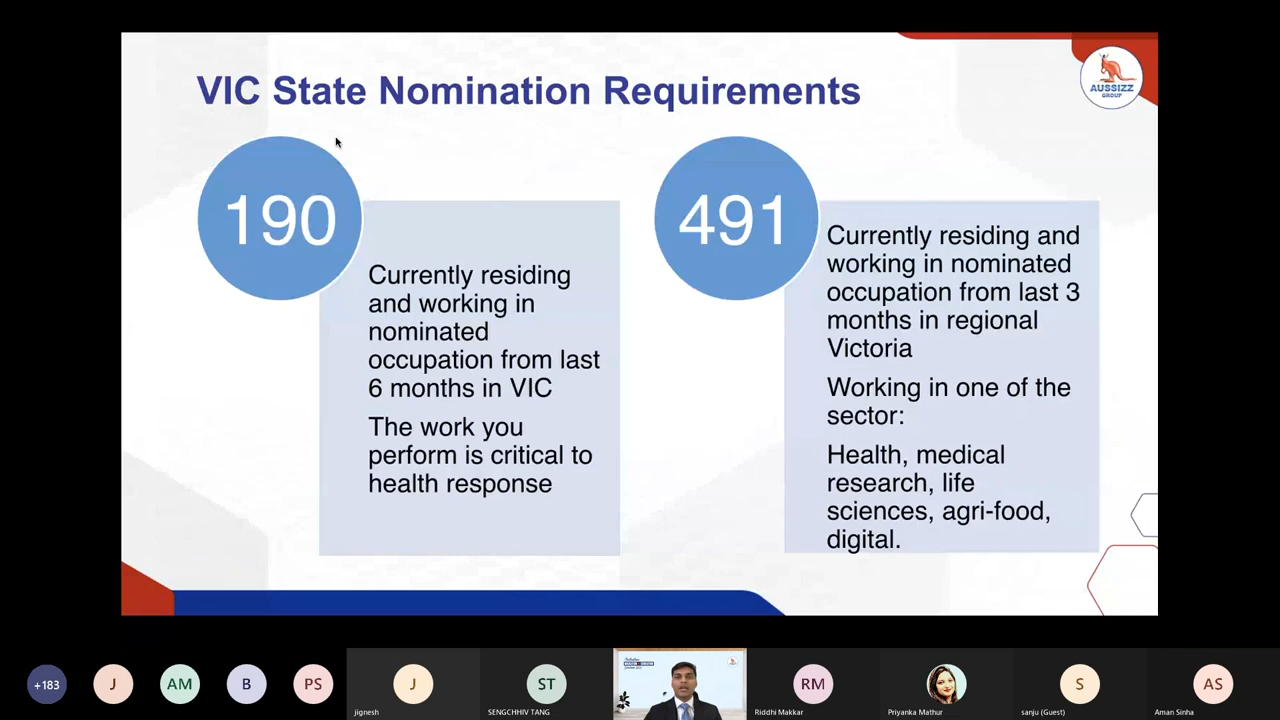 VIC State Nomination Requirements
AUSSIZZ
GROUP
190
Currently residing
and working in
nominated
occupation from last
6 months in VIC
The work you
perform is critical to
health response
491
Currently residing and
working in nominated
occupation from last 3
months in regional
Victoria
Working in one of the
sector:
Health, medical
research, life
sciences, agri-food,
digital.
+183
J
AM
B
PS
J
jignesh
ST
SENGCHHIV TANG
RM
Riddhi Makkar
Priyanka Mathur
S
sanju (Guest)
AS
Aman Sinha